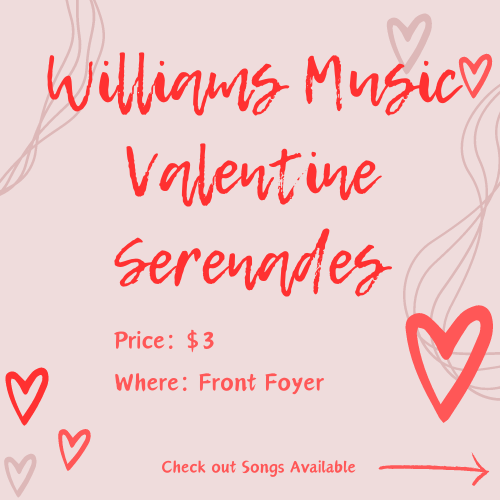 Williams Music
Valentine
Serenades
Price: $3
Where: Front Foyer
Check out Songs Available